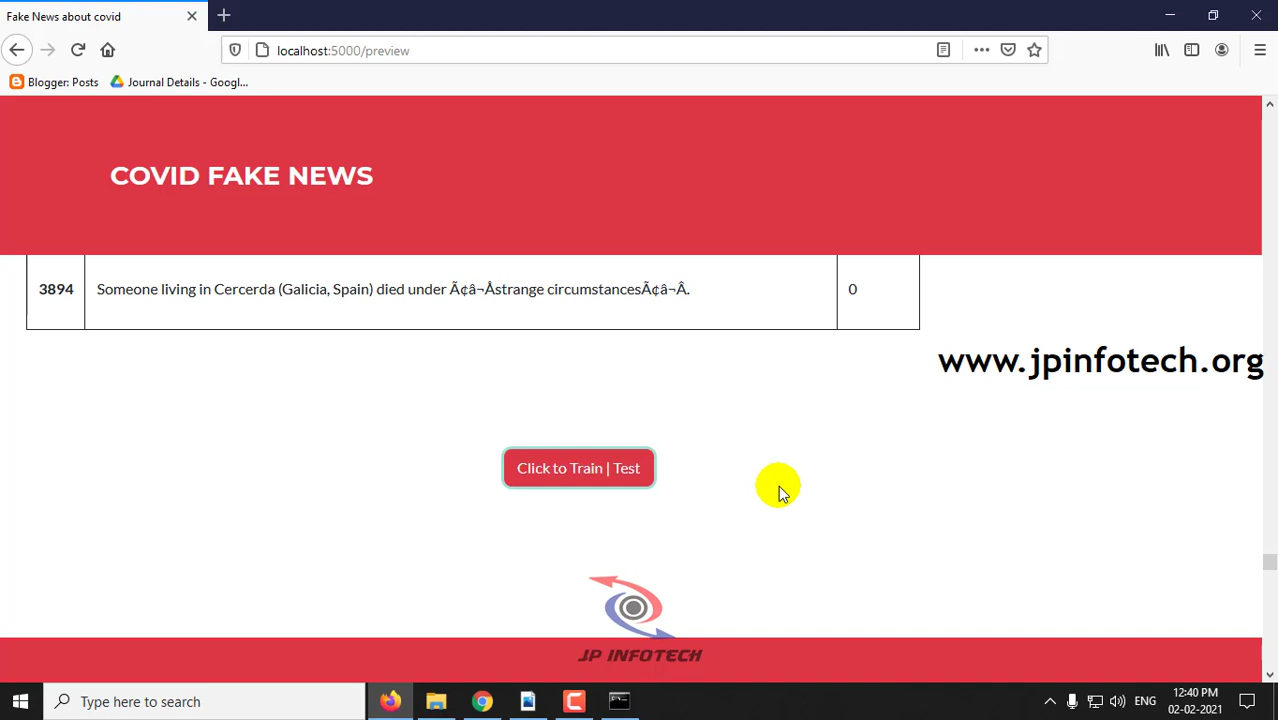 Fake News about covid
localhost:5000/preview
Blogger: Posts
Journal Details - Googl...
COVID FAKE NEWS
3894 Someone living in Cercerda (Galicia, Spain) died under Ã¢â¬Åstrange circumstancesÃ¢â¬Â. 0
www.jpinfotech.org
Click to Train | Test
JP INFOTECH
Type here to search
ENG
12:40 PM
02-02-2021